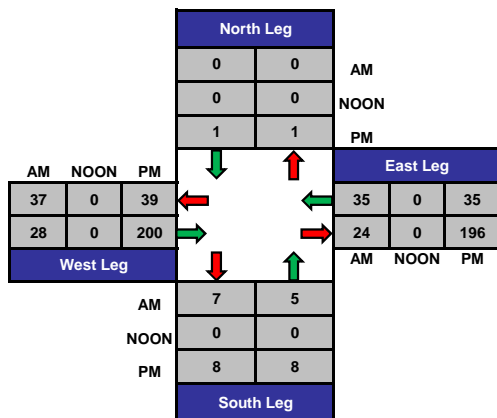 North Leg
0 0 AM
0 0 NOON
1 1 PM
AM NOON PM East Leg
37 0 39 35 0 35
28 0 200 24 0 196
West Leg AM NOON PM
AM 7 5
NOON 0 0
PM 8 8
South Leg